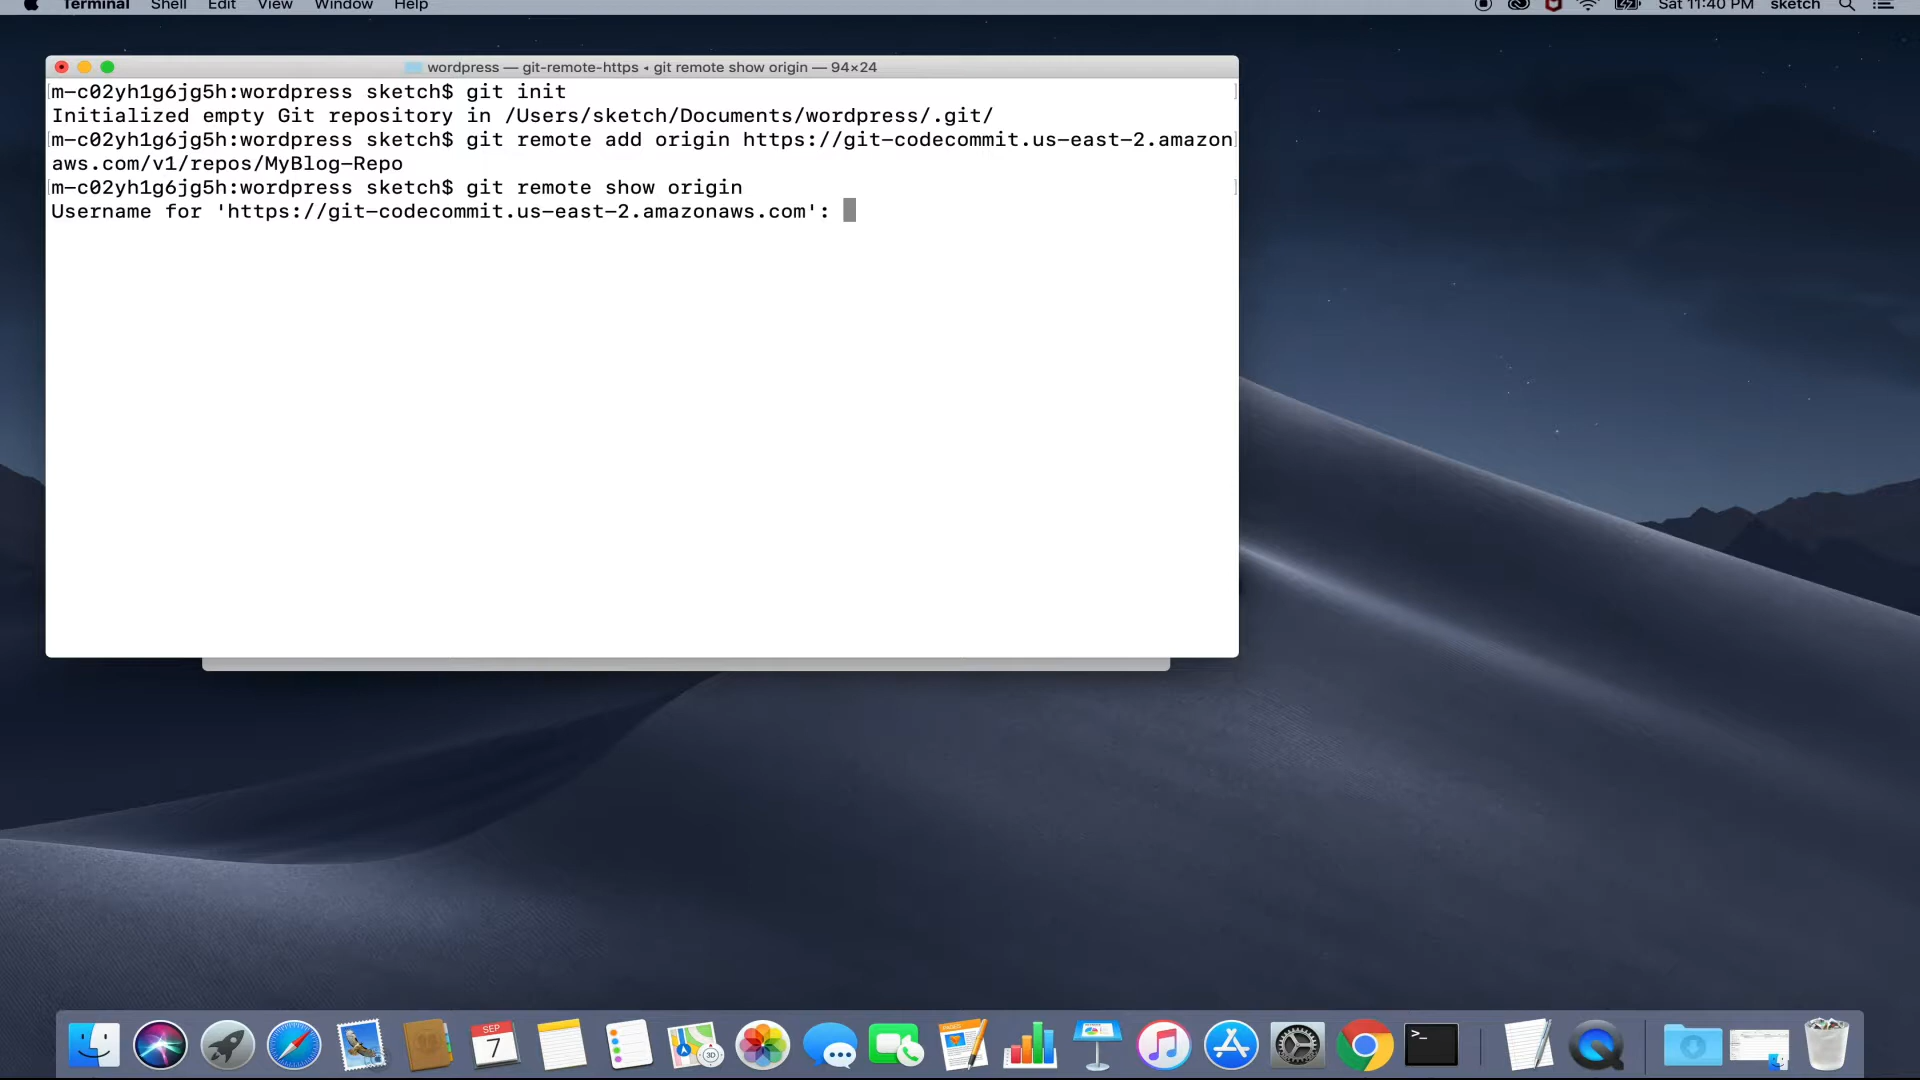 Terminal Shell Edit View Window Help Sat 11:40 PM sketch
wordpress — git-remote-https ◂ git remote show origin — 94×24
m-c02yh1g6jg5h:wordpress sketch$ git init
Initialized empty Git repository in /Users/sketch/Documents/wordpress/.git/
m-c02yh1g6jg5h:wordpress sketch$ git remote add origin https://git-codecommit.us-east-2.amazon
aws.com/v1/repos/MyBlog-Repo
m-c02yh1g6jg5h:wordpress sketch$ git remote show origin
Username for 'https://git-codecommit.us-east-2.amazonaws.com':
SEP
7
PAGES
3D
>_